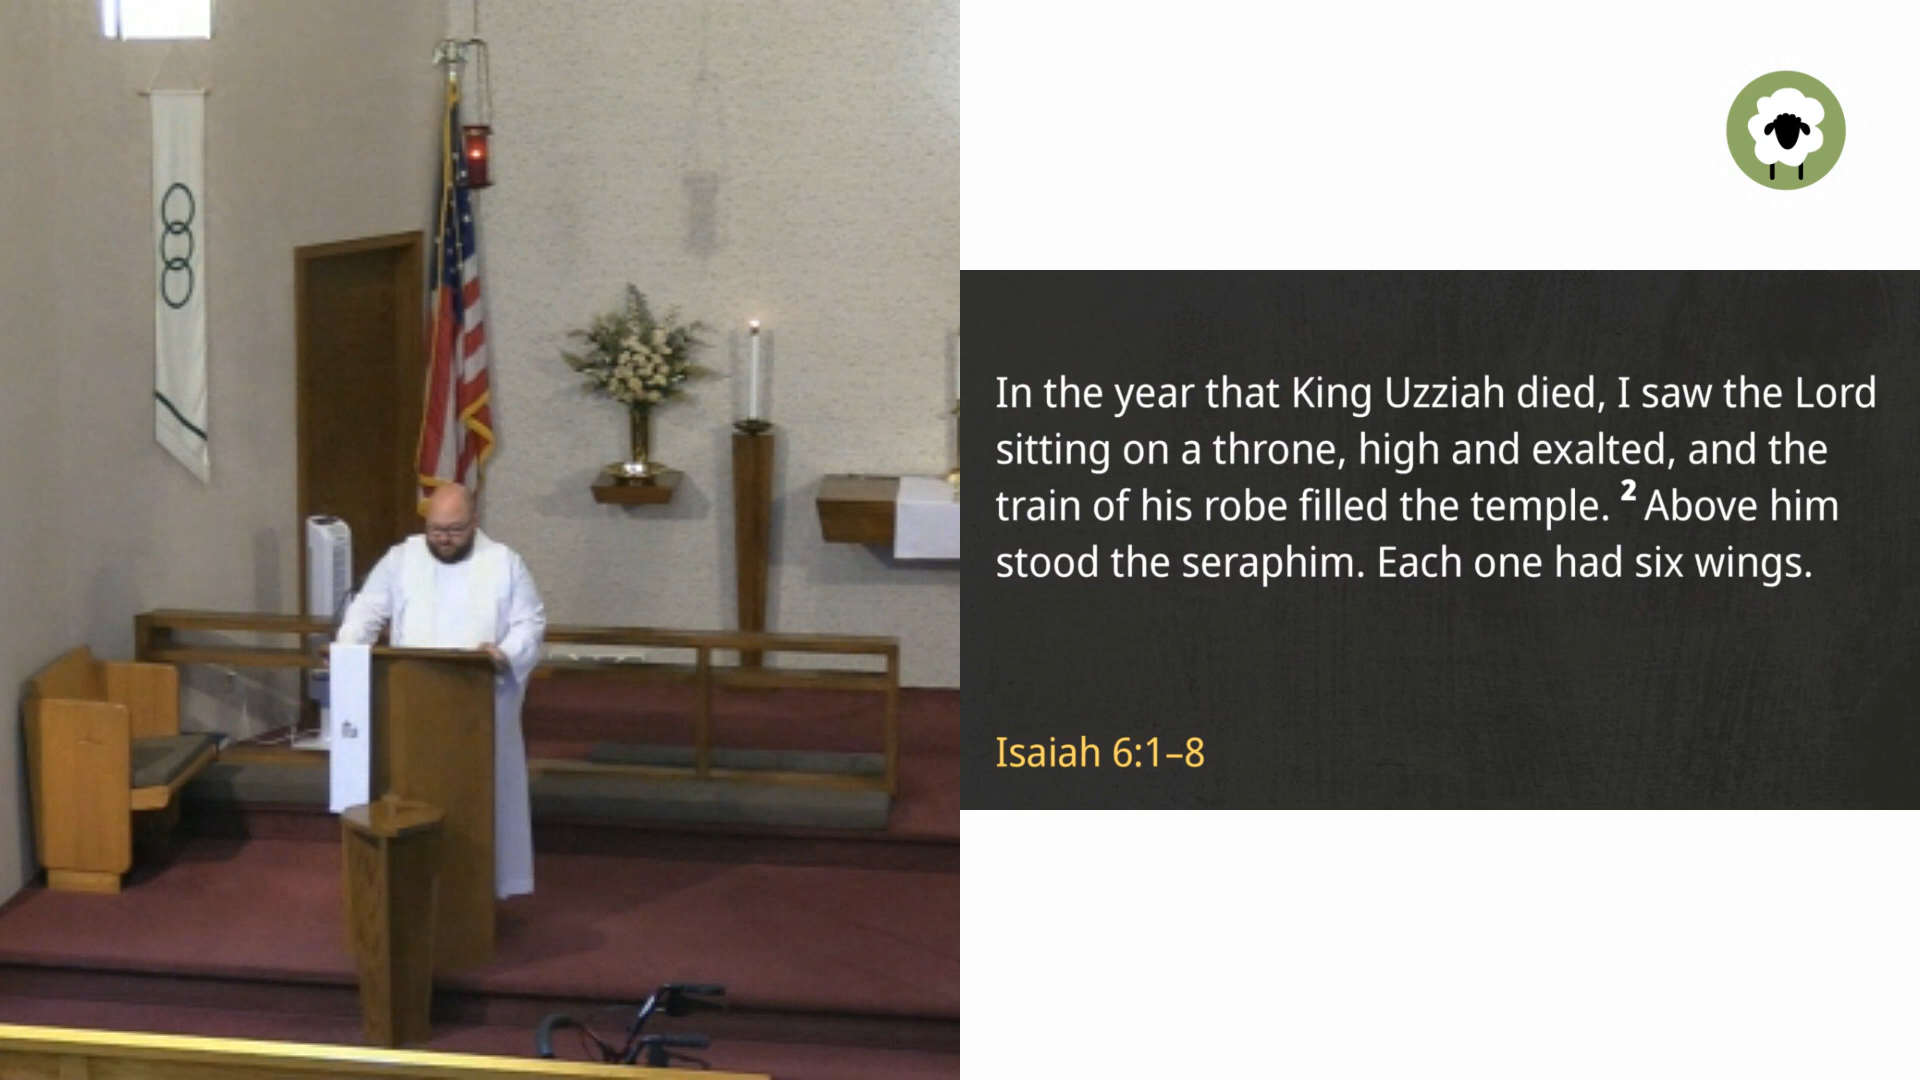 In the year that King Uzziah died, I saw the Lord
sitting on a throne, high and exalted, and the
train of his robe filled the temple. ² Above him
stood the seraphim. Each one had six wings.
Isaiah 6:1–8